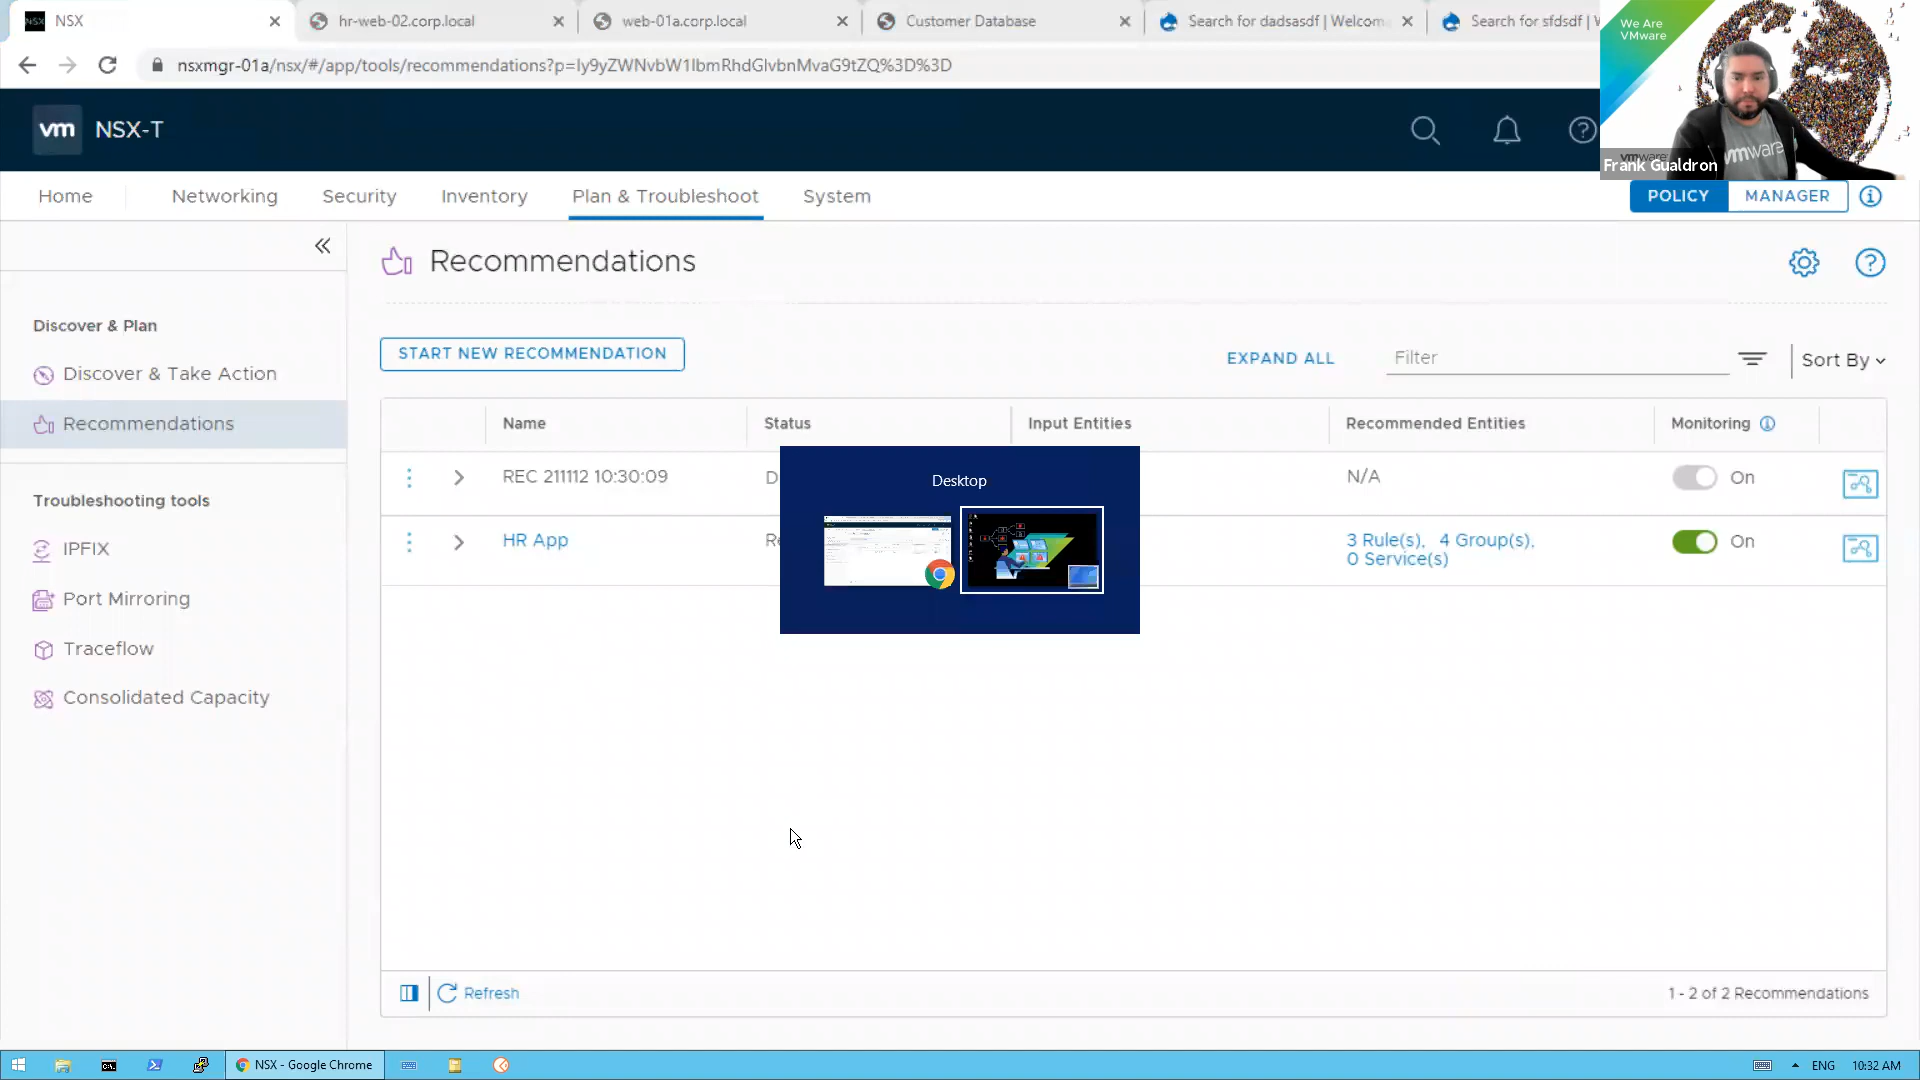 NSX
hr-web-02.corp.local
web-01a.corp.local
Customer Database
Search for dadsasdf | Welcom
Search for sfdsdf |
nsxmgr-01a/nsx/#/app/tools/recommendations?p=Iy9yZWNvbW1lbmRhdGlvbnMvaG9tZQ%3D%3D
We Are
VMware
vmware
Frank Gualdron
vm NSX-T
Home
Networking
Security
Inventory
Plan & Troubleshoot
System
POLICY
MANAGER
Recommendations
Discover & Plan
Discover & Take Action
Recommendations
Troubleshooting tools
IPFIX
Port Mirroring
Traceflow
Consolidated Capacity
START NEW RECOMMENDATION
EXPAND ALL
Filter
Sort By
Name
Status
Input Entities
Recommended Entities
Monitoring
REC 211112 10:30:09
D
N/A
On
HR App
Re
3 Rule(s), 4 Group(s),
0 Service(s)
On
Desktop
Refresh
1 - 2 of 2 Recommendations
NSX - Google Chrome
ENG
10:32 AM